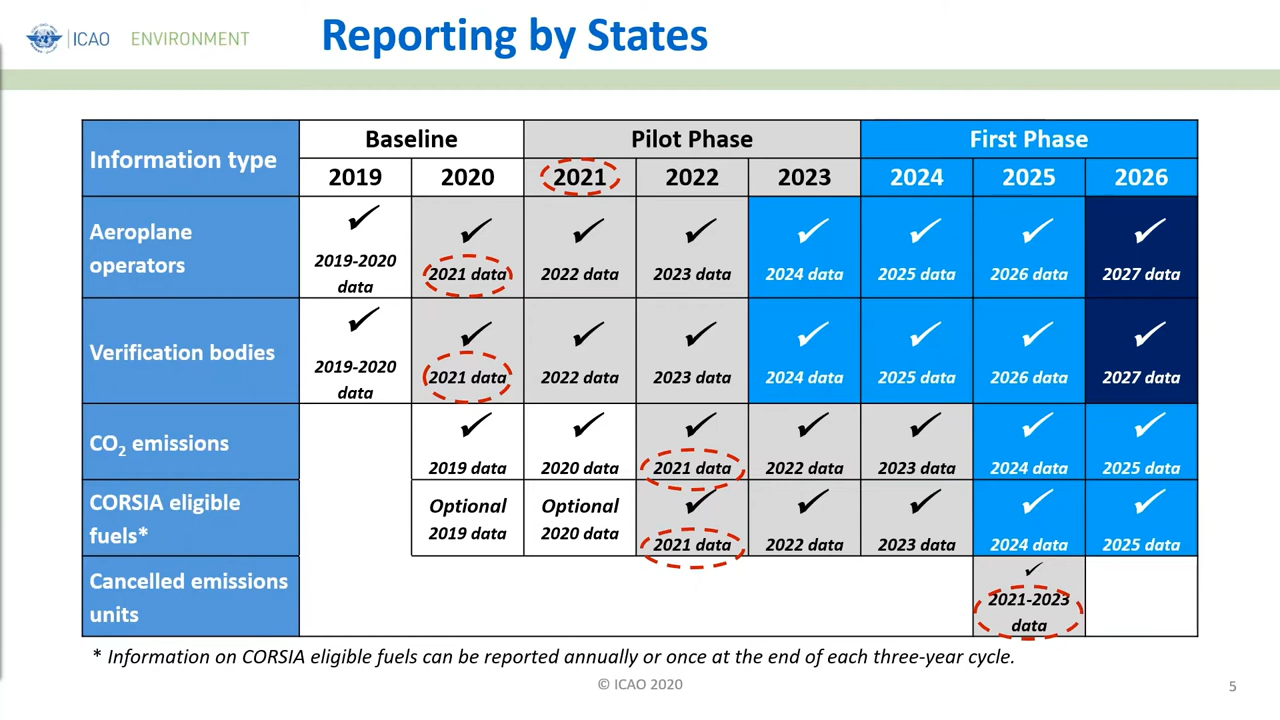 ICAO ENVIRONMENT
Reporting by States
Information type
Baseline
Pilot Phase
First Phase
2019
2020
2021
2022
2023
2024
2025
2026
Aeroplane
operators
✓ ✓ ✓ ✓ ✓ ✓ ✓ ✓
2019-2020
data
2021 data
2022 data
2023 data
2024 data
2025 data
2026 data
2027 data
Verification bodies
✓ ✓ ✓ ✓ ✓ ✓ ✓ ✓
2019-2020
data
2021 data
2022 data
2023 data
2024 data
2025 data
2026 data
2027 data
CO₂ emissions
✓ ✓ ✓ ✓ ✓ ✓ ✓
2019 data
2020 data
2021 data
2022 data
2023 data
2024 data
2025 data
CORSIA eligible
fuels*
Optional
2019 data
Optional
2020 data
✓ ✓ ✓ ✓ ✓
2021 data
2022 data
2023 data
2024 data
2025 data
Cancelled emissions
units
✓
2021-2023
data
* Information on CORSIA eligible fuels can be reported annually or once at the end of each three-year cycle.
© ICAO 2020
5